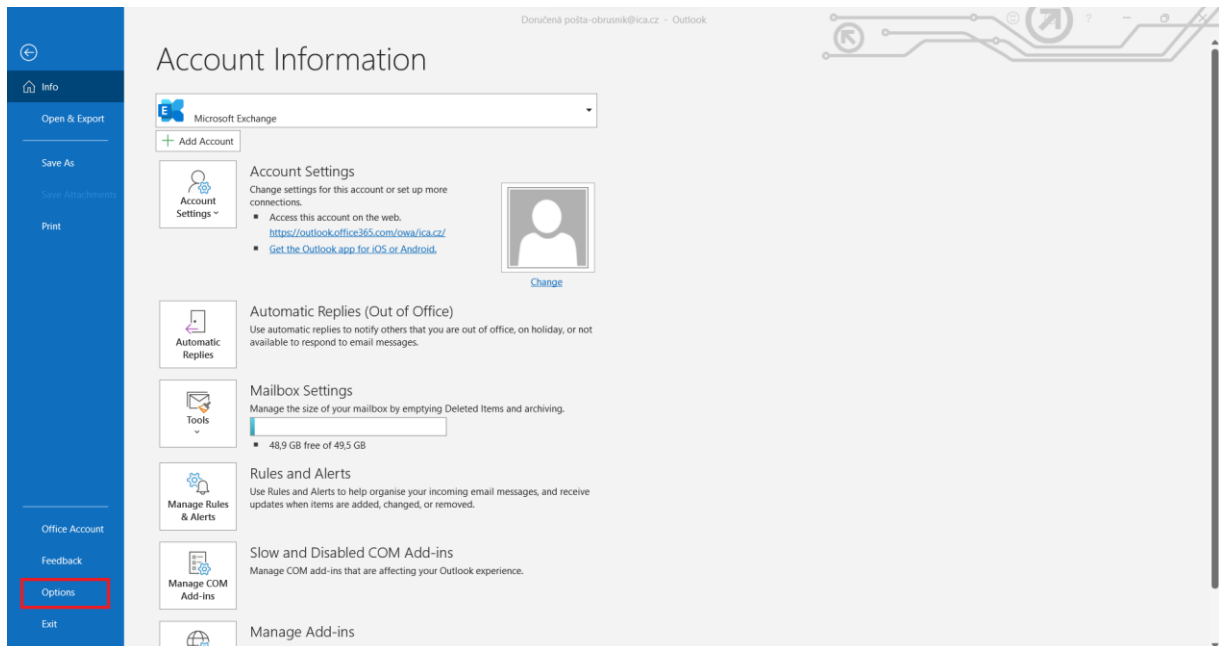 Doručená pošta-obrusnik@ica.cz - Outlook
Account Information
Info
Open & Export
Save As
Save Attachments
Print
Office Account
Feedback
Options
Exit
Microsoft Exchange
Add Account
Account
Settings
Account Settings
Change settings for this account or set up more
connections.
Access this account on the web.
https://outlook.office365.com/owa/ica.cz/
Get the Outlook app for iOS or Android.
Change
Automatic
Replies
Automatic Replies (Out of Office)
Use automatic replies to notify others that you are out of office, on holiday, or not
available to respond to email messages.
Tools
Mailbox Settings
Manage the size of your mailbox by emptying Deleted Items and archiving.
48,9 GB free of 49,5 GB
Manage Rules
& Alerts
Rules and Alerts
Use Rules and Alerts to help organise your incoming email messages, and receive
updates when items are added, changed, or removed.
Manage COM
Add-ins
Slow and Disabled COM Add-ins
Manage COM add-ins that are affecting your Outlook experience.
Manage Add-ins